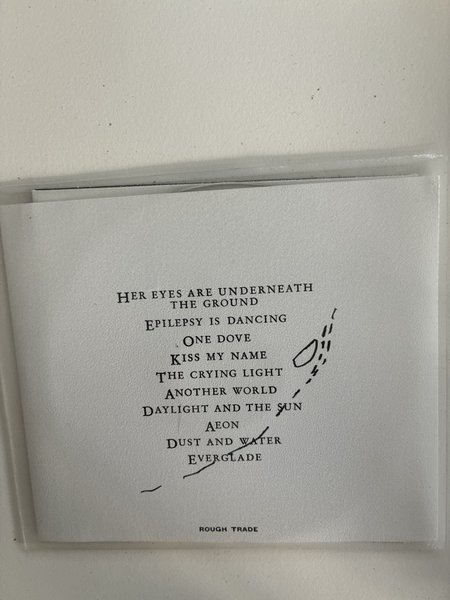 HER EYES ARE UNDERNEATH
THE GROUND
EPILEPSY IS DANCING
ONE DOVE
KISS MY NAME
THE CRYING LIGHT
ANOTHER WORLD
DAYLIGHT AND THE SUN
AEON
DUST AND WATER
EVERGLADE
ROUGH TRADE